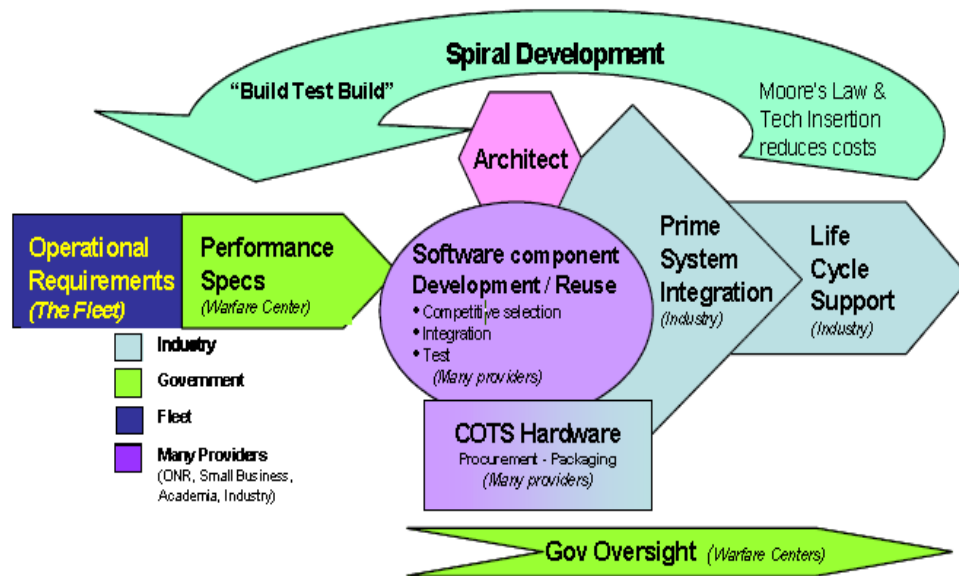 Spiral Development
“Build Test Build”
Moore's Law &
Tech Insertion
reduces costs
Architect
Operational
Requirements
(The Fleet)
Performance
Specs
(Warfare Center)
Software component
Development / Reuse
• Competitive selection
• Integration
• Test
(Many providers)
Prime
System
Integration
(Industry)
Life
Cycle
Support
(Industry)
Industry
Government
Fleet
Many Providers
(ONR, Small Business,
Academia, Industry)
COTS Hardware
Procurement - Packaging
(Many providers)
Gov Oversight (Warfare Centers)